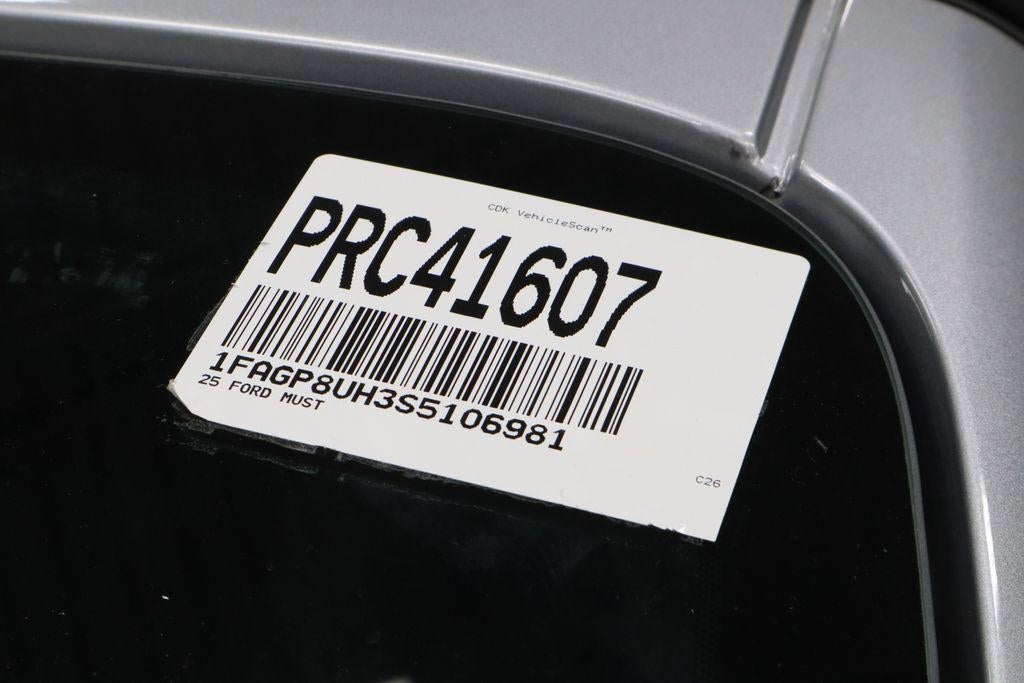 CDK VehicleScan™
PRC41607
1FAGP8UH3S5106981
25 FORD MUST
C26